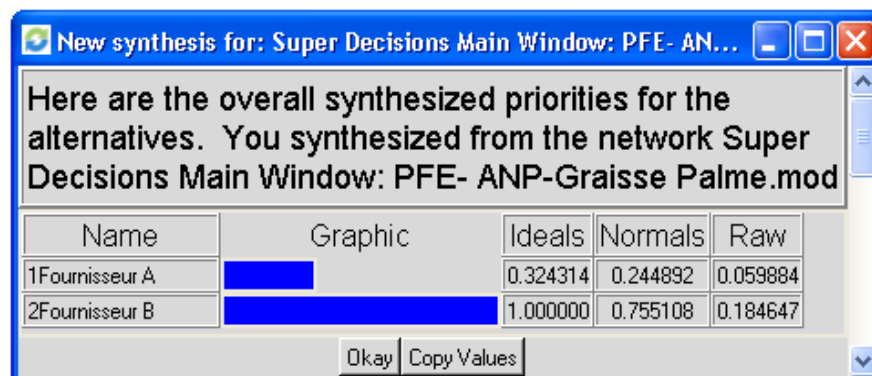 New synthesis for: Super Decisions Main Window: PFE- AN...
Here are the overall synthesized priorities for the
alternatives. You synthesized from the network Super
Decisions Main Window: PFE- ANP-Graisse Palme.mod
Name Graphic Ideals Normals Raw
1Fournisseur A 0.324314 0.244892 0.059884
2Fournisseur B 1.000000 0.755108 0.184647
Okay Copy Values